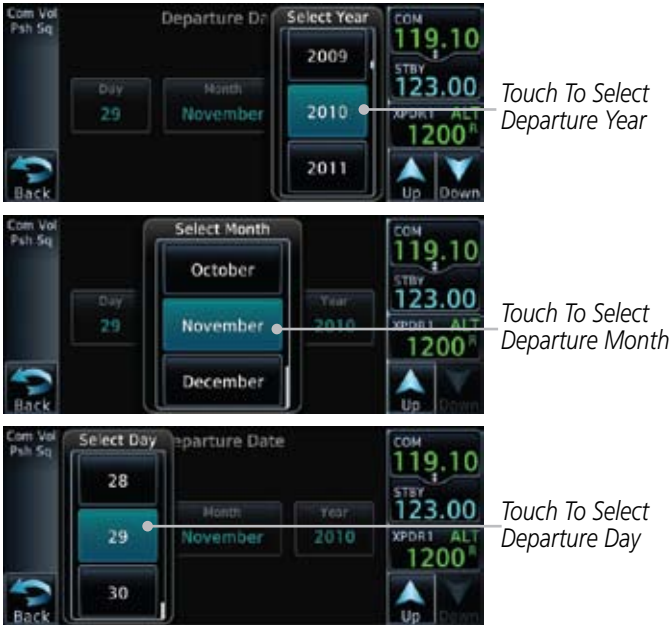 Com Vol
Psh Sq
Departure Da
Select Year
2009
2010
2011
Day
29
Month
November
COM
119.10
STBY
123.00
XPDR1 ALT
1200 R
Back
Up Down
Touch To Select
Departure Year
Com Vol
Psh Sq
Select Month
October
November
December
Day
29
Year
2010
COM
119.10
STBY
123.00
XPDR1 ALT
1200 R
Back
Up Down
Touch To Select
Departure Month
Com Vol
Psh Sq
Select Day
eparture Date
28
29
30
Month
November
Year
2010
COM
119.10
STBY
123.00
XPDR1 ALT
1200 R
Back
Up Down
Touch To Select
Departure Day